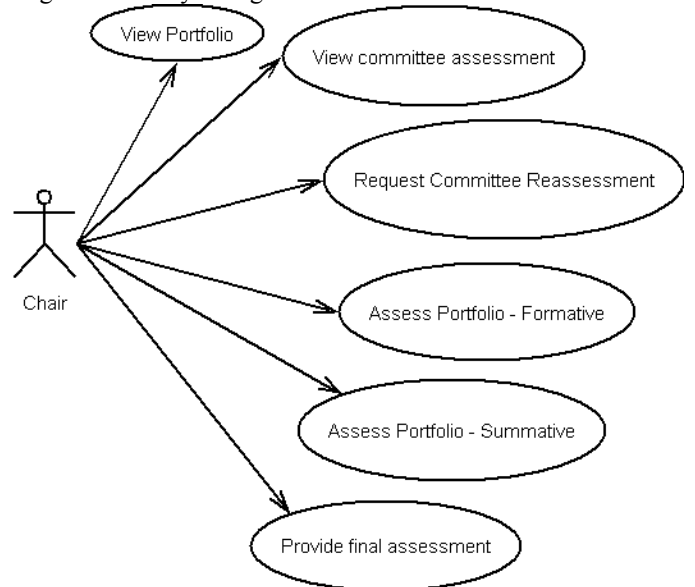 View Portfolio
View committee assessment
Request Committee Reassessment
Chair
Assess Portfolio - Formative
Assess Portfolio - Summative
Provide final assessment